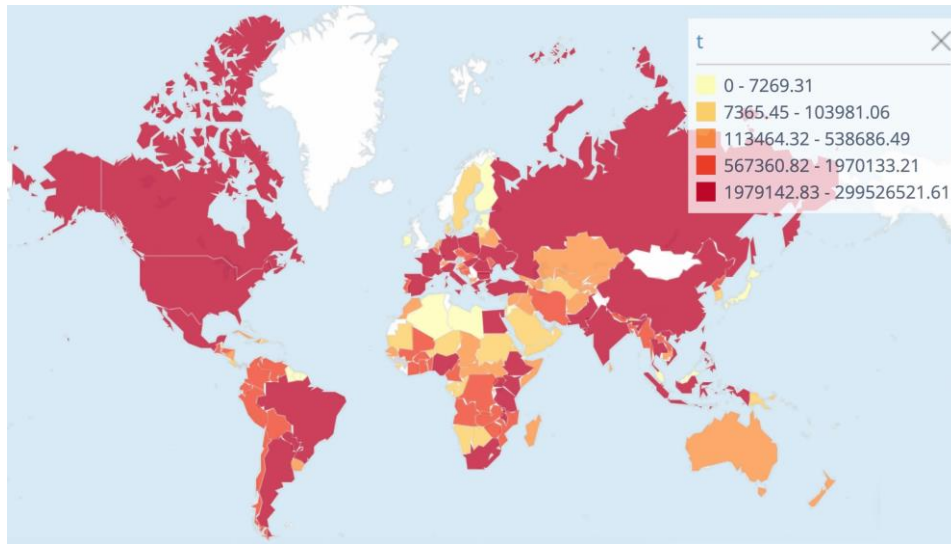 t
0 - 7269.31
7365.45 - 103981.06
113464.32 - 538686.49
567360.82 - 1970133.21
1979142.83 - 299526521.61